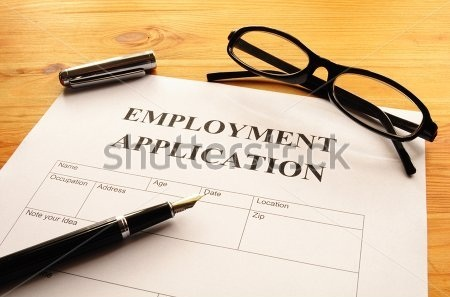 EMPLOYMENT
APPLICATION
shutterstock
Name
Occupation Address Age Date Location
Note your Idea Zip